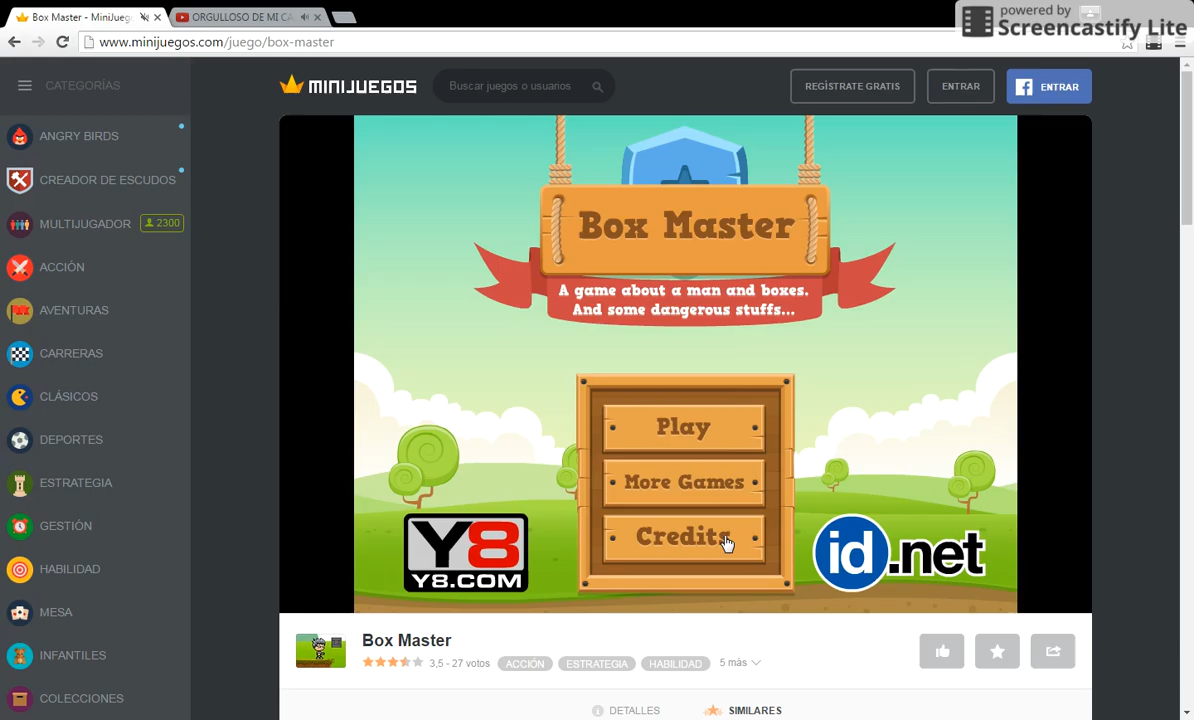 Box Master - MiniJueg
ORGULLOSO DE MI CA
powered by
Screencastify Lite
www.minijuegos.com/juego/box-master
CATEGORÍAS
MINIJUEGOS
Buscar juegos o usuarios
REGÍSTRATE GRATIS
ENTRAR
ENTRAR
ANGRY BIRDS
CREADOR DE ESCUDOS
MULTIJUGADOR
2300
ACCIÓN
AVENTURAS
CARRERAS
CLÁSICOS
DEPORTES
ESTRATEGIA
GESTIÓN
HABILIDAD
MESA
INFANTILES
COLECCIONES
Box Master
A game about a man and boxes.
And some dangerous stuffs...
Play
More Games
Credits
Y8
Y8.COM
id.net
Box Master
3,5 - 27 votos
ACCIÓN
ESTRATEGIA
HABILIDAD
5 más
DETALLES
SIMILARES